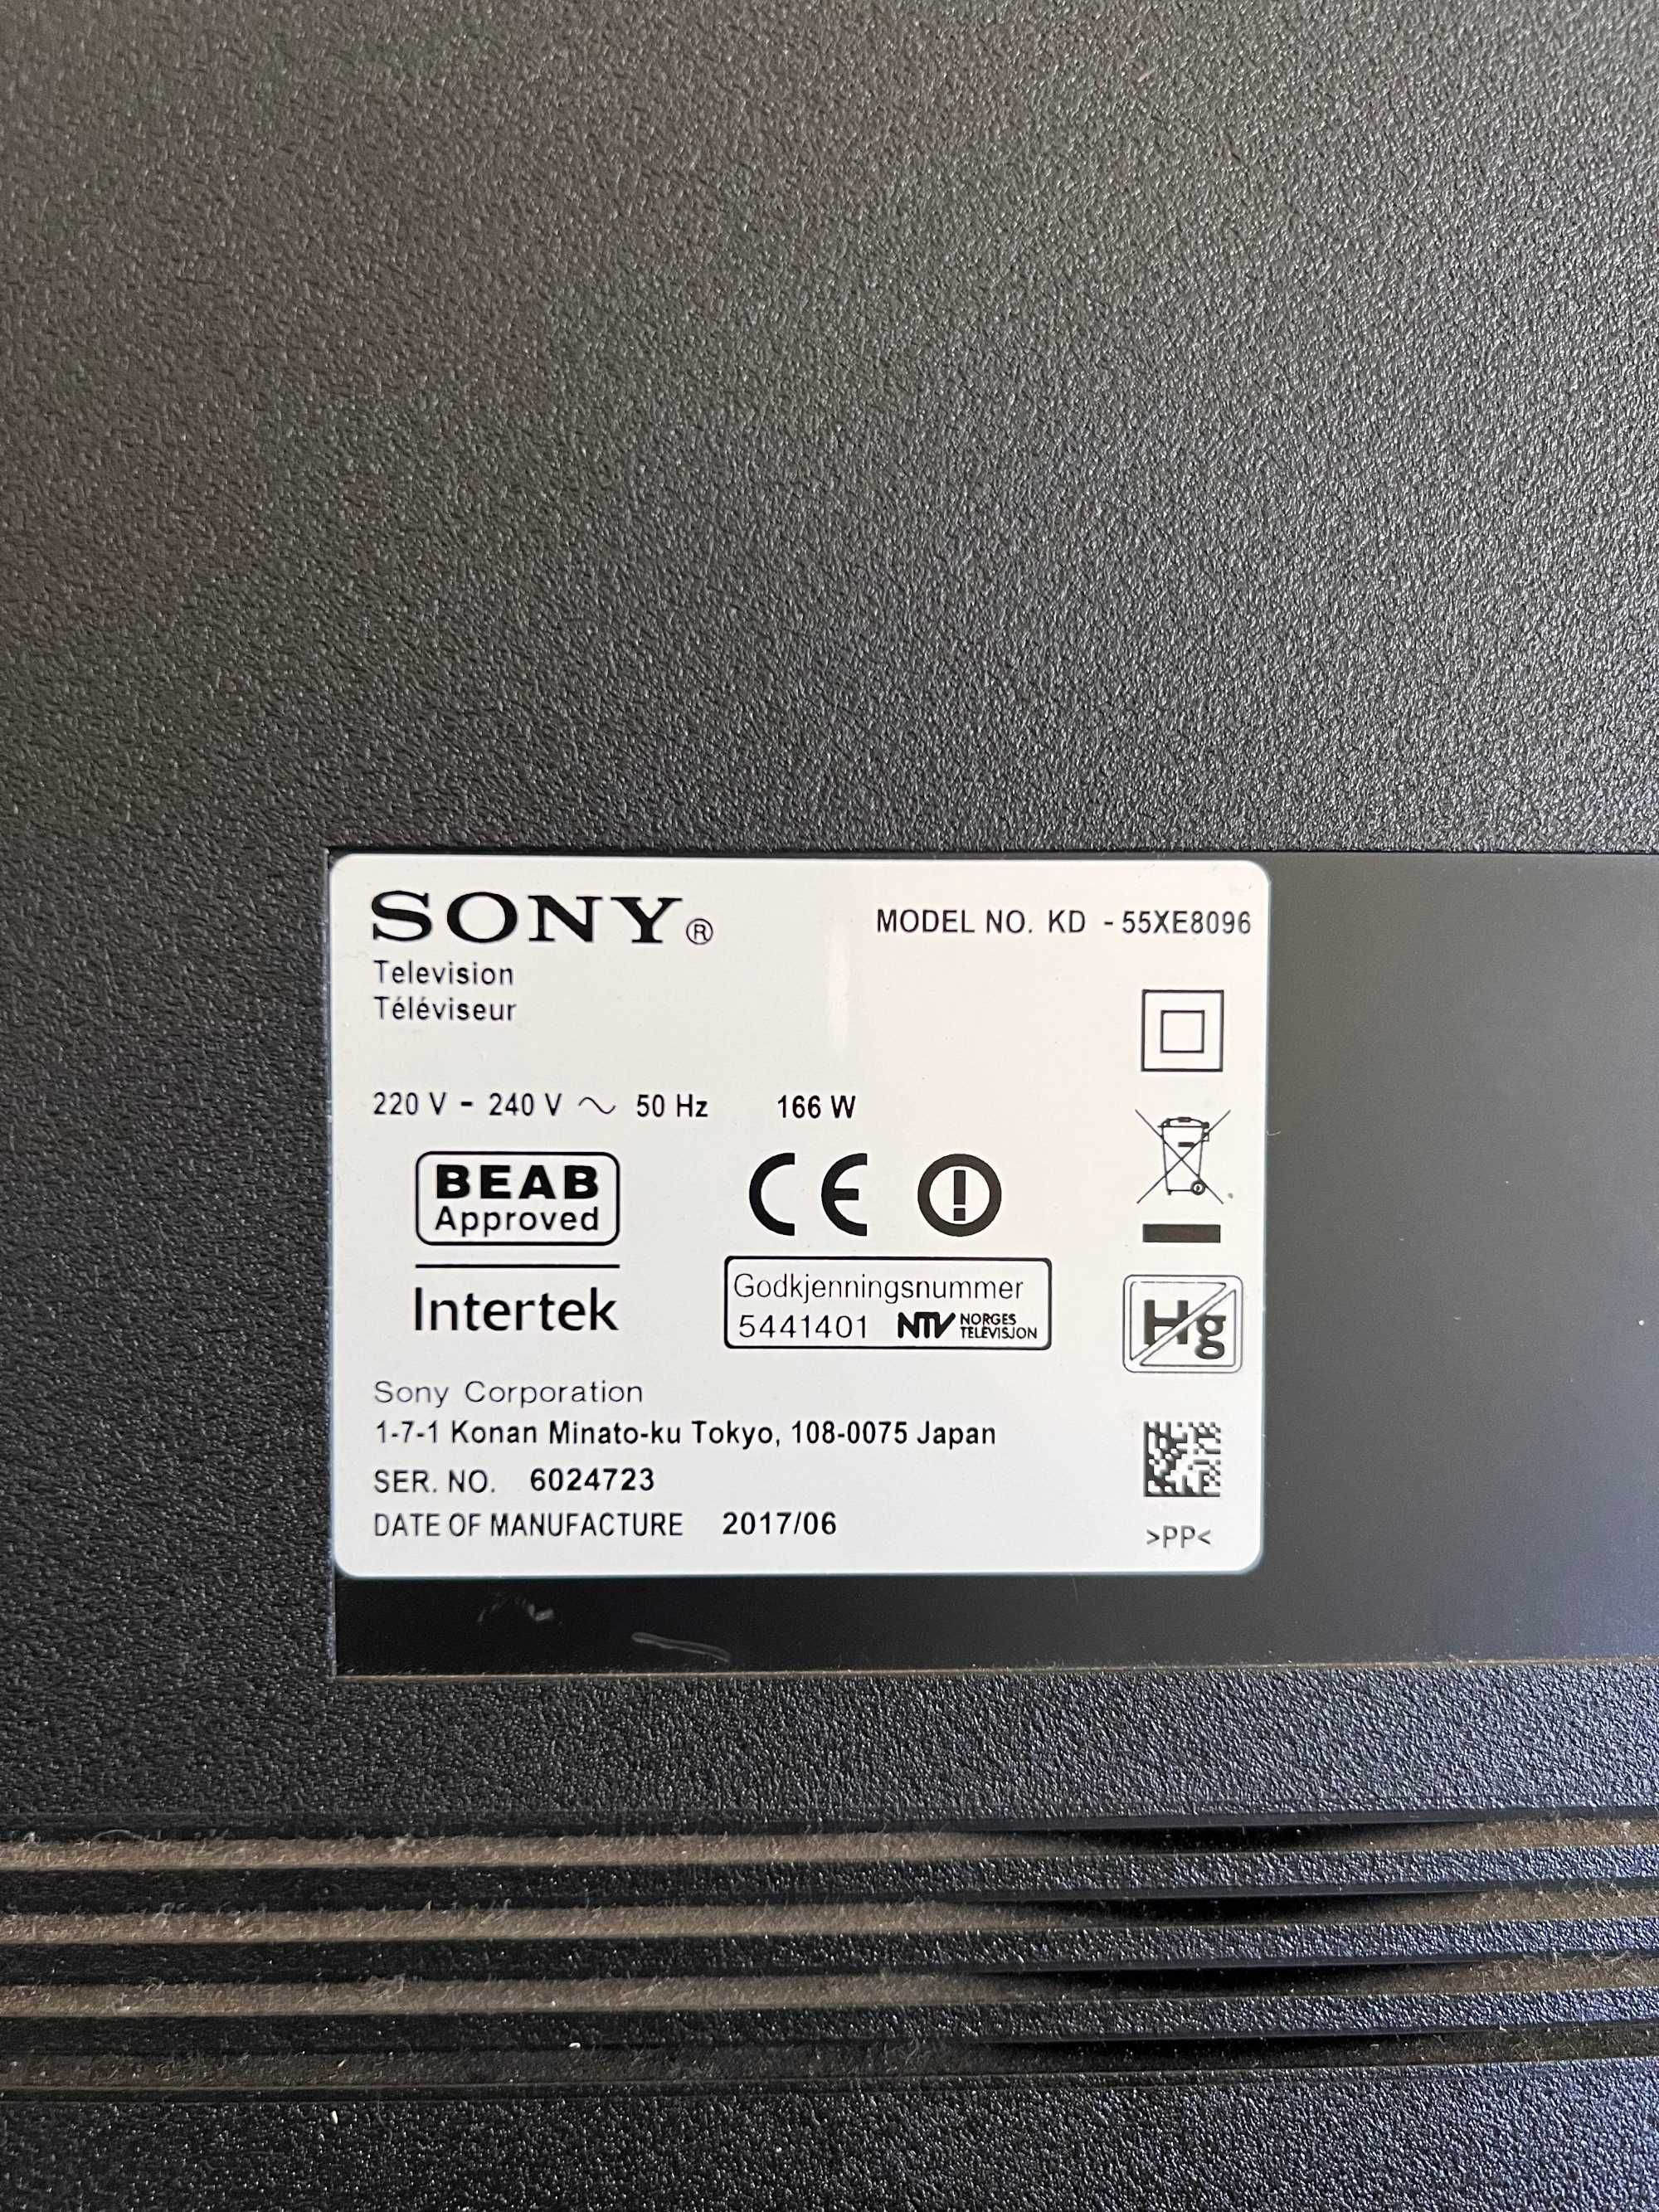 SONY®
MODEL NO. KD - 55XE8096
Television
Téléviseur
220 V - 240 V ~ 50 Hz 166 W
BEAB
Approved
Intertek
CE
Godkjenningsnummer
5441401 NTV NORGES
TELEVISJON
Hg
Sony Corporation
1-7-1 Konan Minato-ku Tokyo, 108-0075 Japan
SER. NO. 6024723
DATE OF MANUFACTURE 2017/06
>PP<